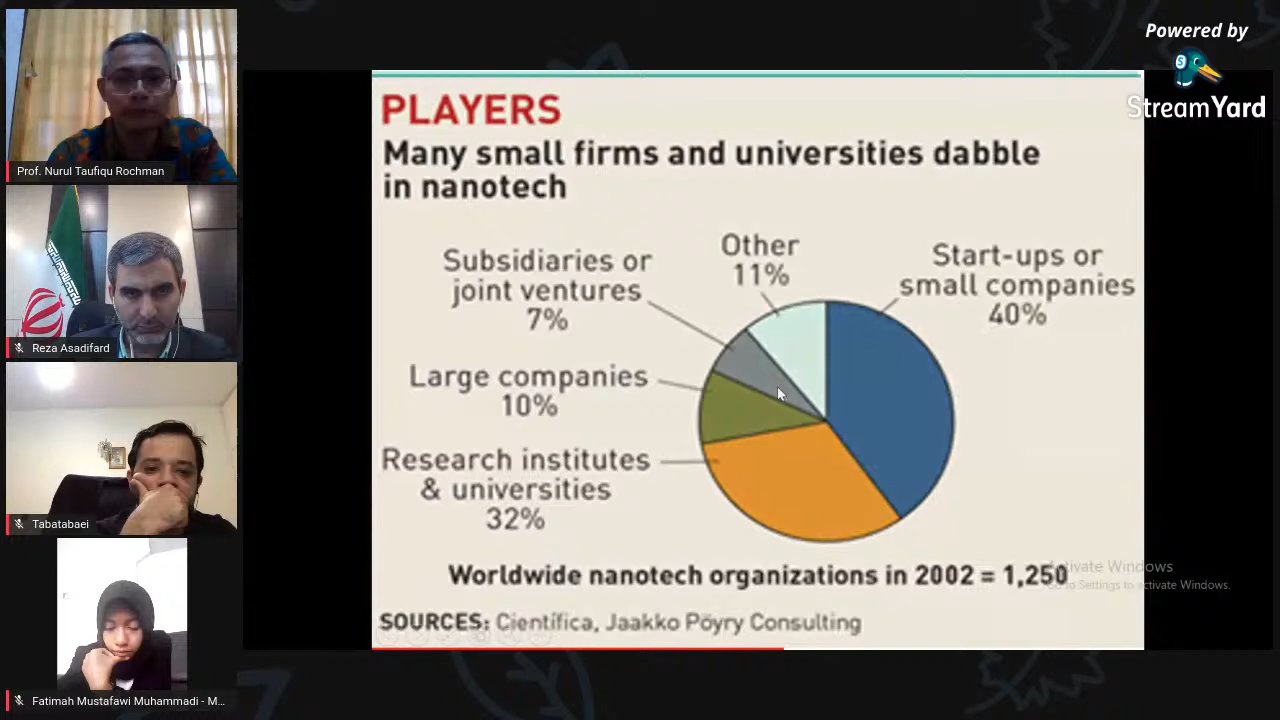 Powered by
StreamYard
Prof. Nurul Taufiqu Rochman
Reza Asadifard
Tabatabaei
Fatimah Mustafawi Muhammadi - M...
PLAYERS
Many small firms and universities dabble
in nanotech
Subsidiaries or
joint ventures
7%
Other
11%
Start-ups or
small companies
40%
Large companies
10%
Research institutes
& universities
32%
Worldwide nanotech organizations in 2002 = 1,250
SOURCES: Científica, Jaakko Pöyry Consulting
Activate Windows
Go to Settings to activate Windows.